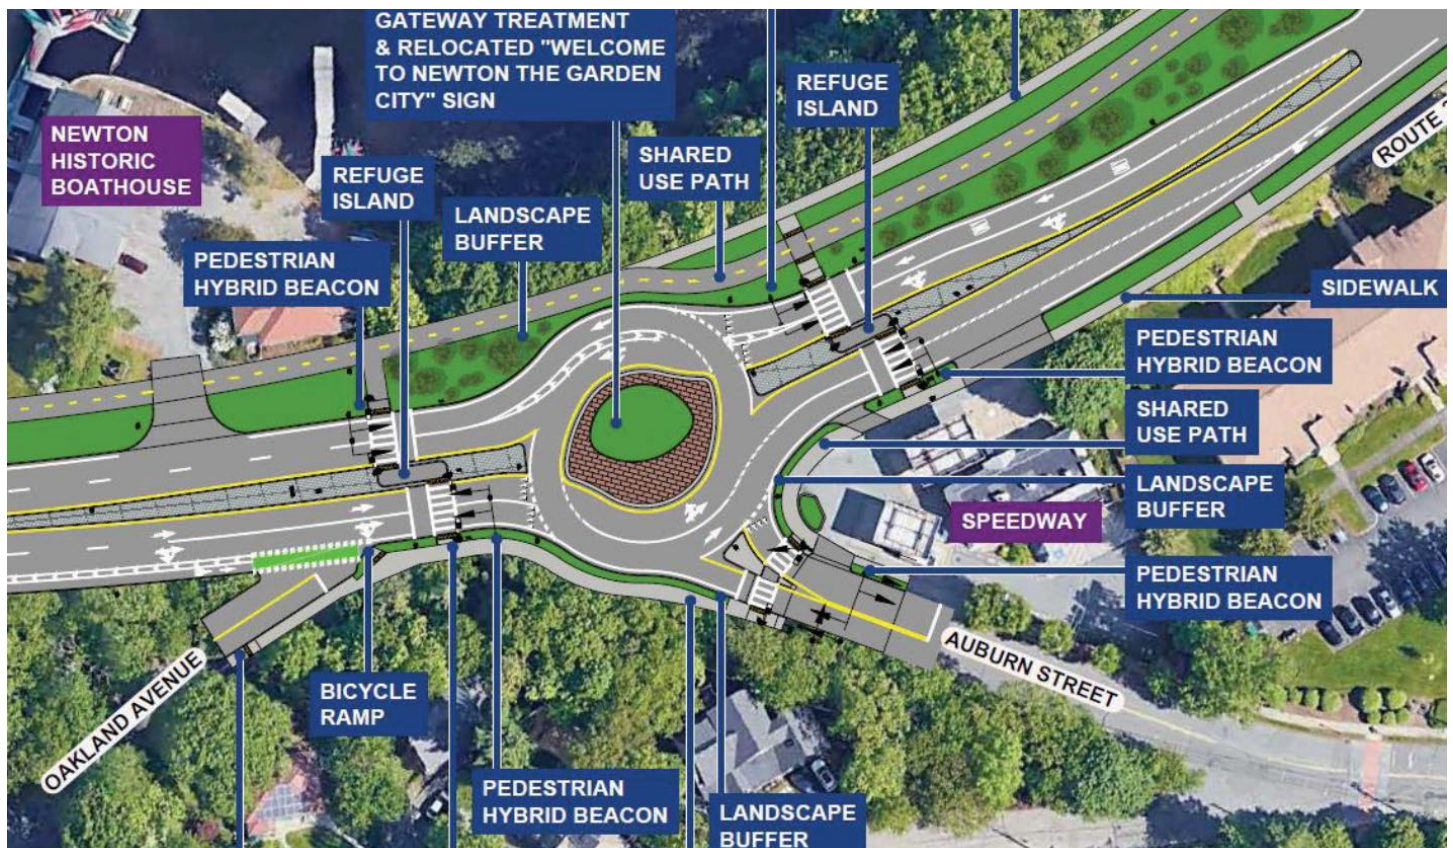 GATEWAY TREATMENT
& RELOCATED "WELCOME
TO NEWTON THE GARDEN
CITY" SIGN
REFUGE
ISLAND
NEWTON
HISTORIC
BOATHOUSE
REFUGE
ISLAND
SHARED
USE PATH
ROUTE
LANDSCAPE
BUFFER
PEDESTRIAN
HYBRID BEACON
SIDEWALK
PEDESTRIAN
HYBRID BEACON
SHARED
USE PATH
LANDSCAPE
BUFFER
SPEEDWAY
PEDESTRIAN
HYBRID BEACON
AUBURN STREET
OAKLAND AVENUE
BICYCLE
RAMP
PEDESTRIAN
HYBRID BEACON
LANDSCAPE
BUFFER